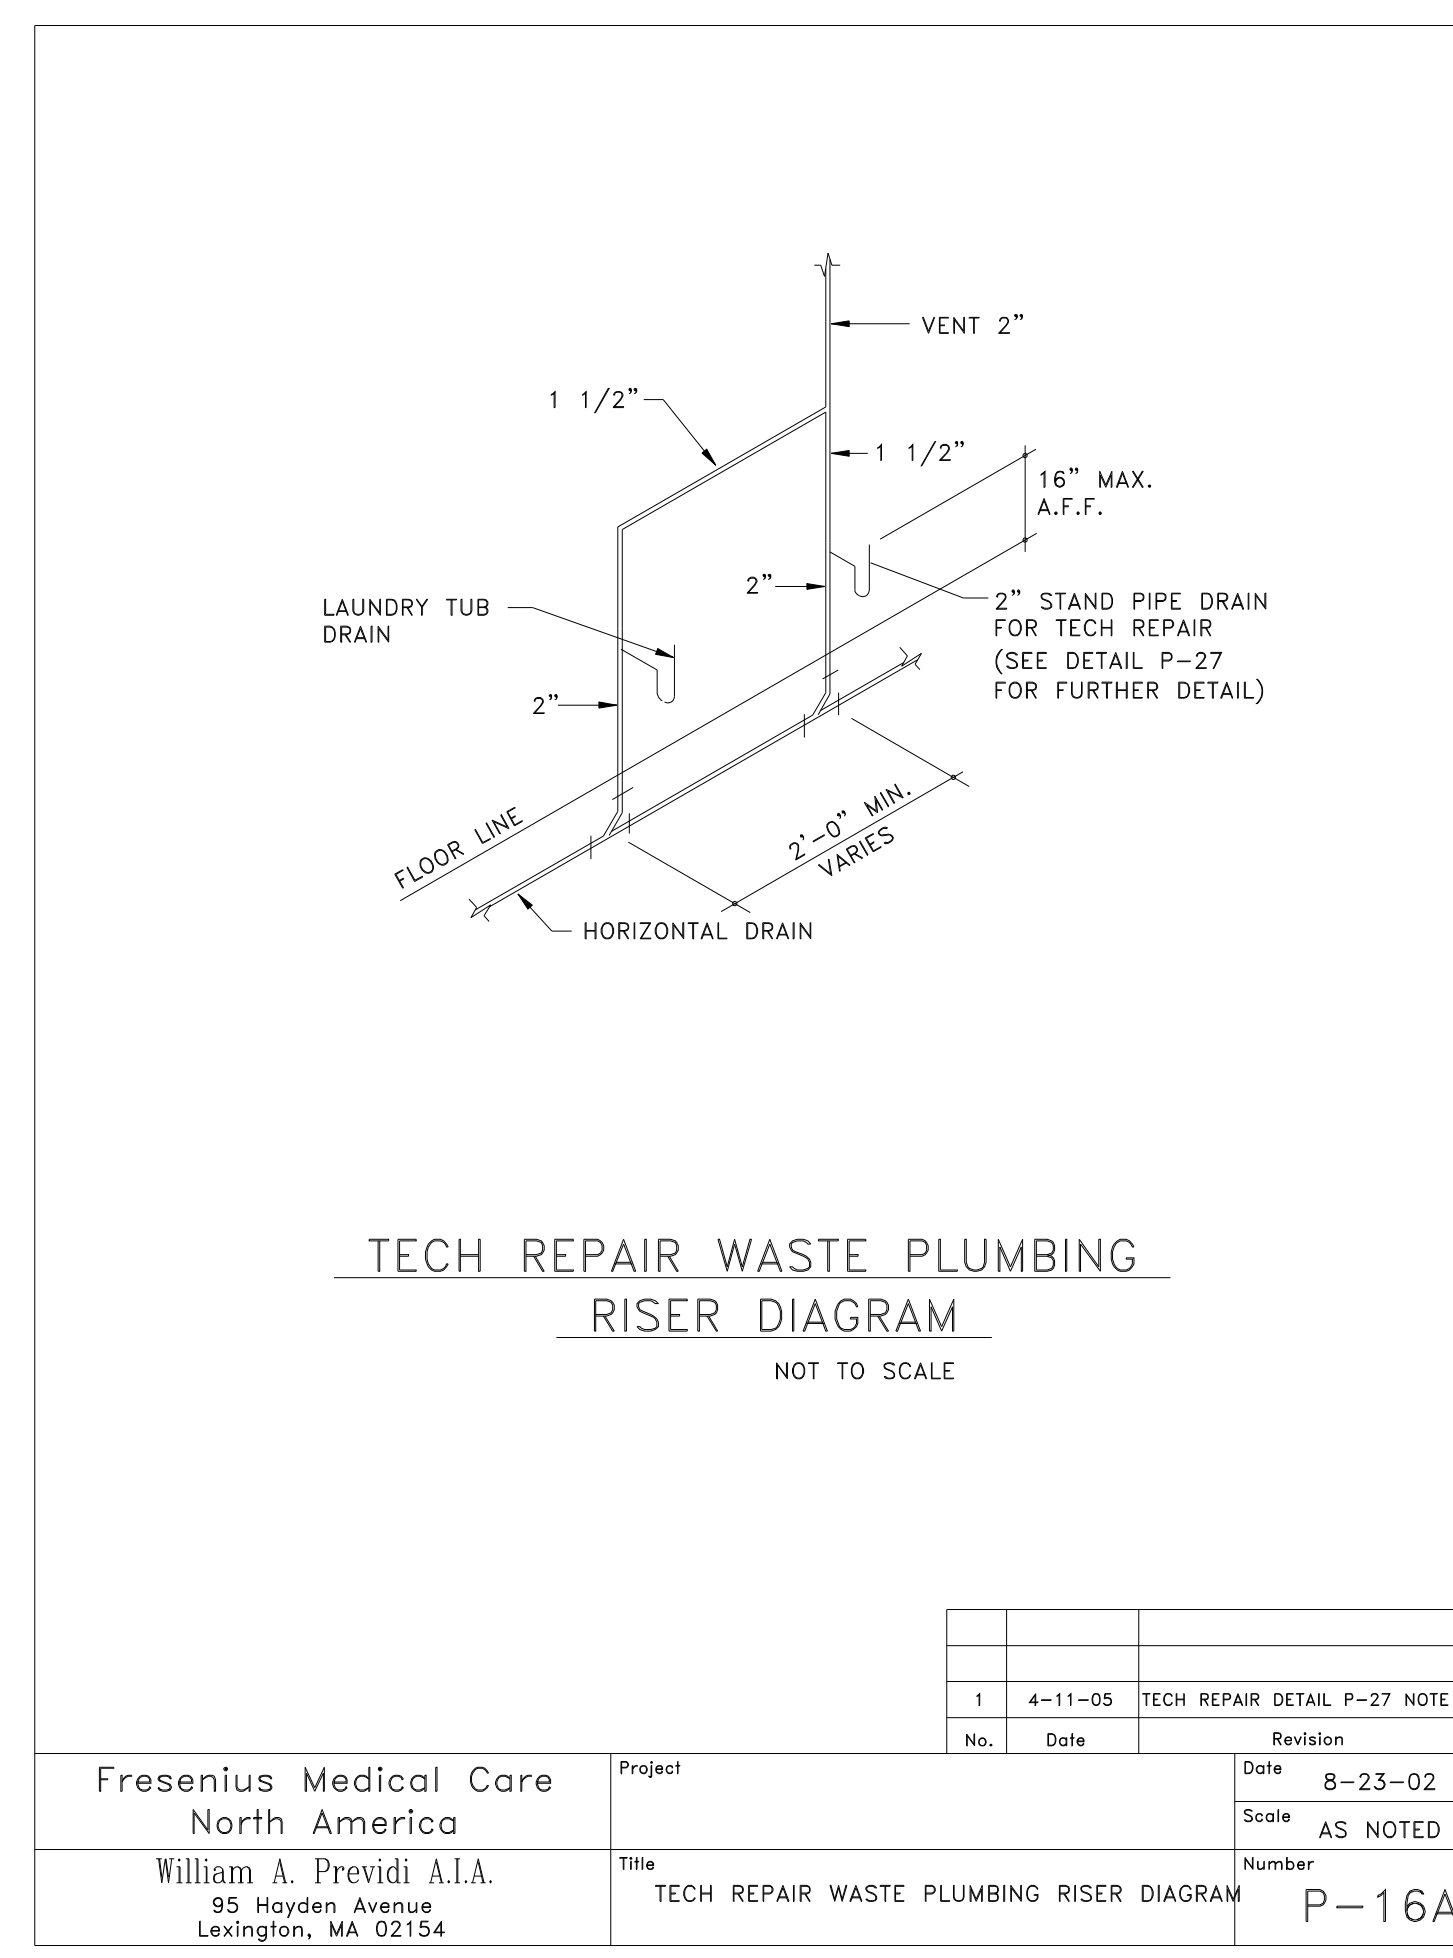 VENT 2”
1 1/2”
1 1/2”
16” MAX.
A.F.F.
2”
LAUNDRY TUB
DRAIN
2” STAND PIPE DRAIN
FOR TECH REPAIR
(SEE DETAIL P-27
FOR FURTHER DETAIL)
2”
FLOOR LINE
2’-0” MIN.
VARIES
HORIZONTAL DRAIN
TECH REPAIR WASTE PLUMBING
RISER DIAGRAM
NOT TO SCALE
1 4-11-05 TECH REPAIR DETAIL P-27 NOTE
No. Date Revision
Fresenius Medical Care
North America
Project
Date 8-23-02
Scale AS NOTED
William A. Previdi A.I.A.
95 Hayden Avenue
Lexington, MA 02154
Title
TECH REPAIR WASTE PLUMBING RISER DIAGRAM
Number
P-16A